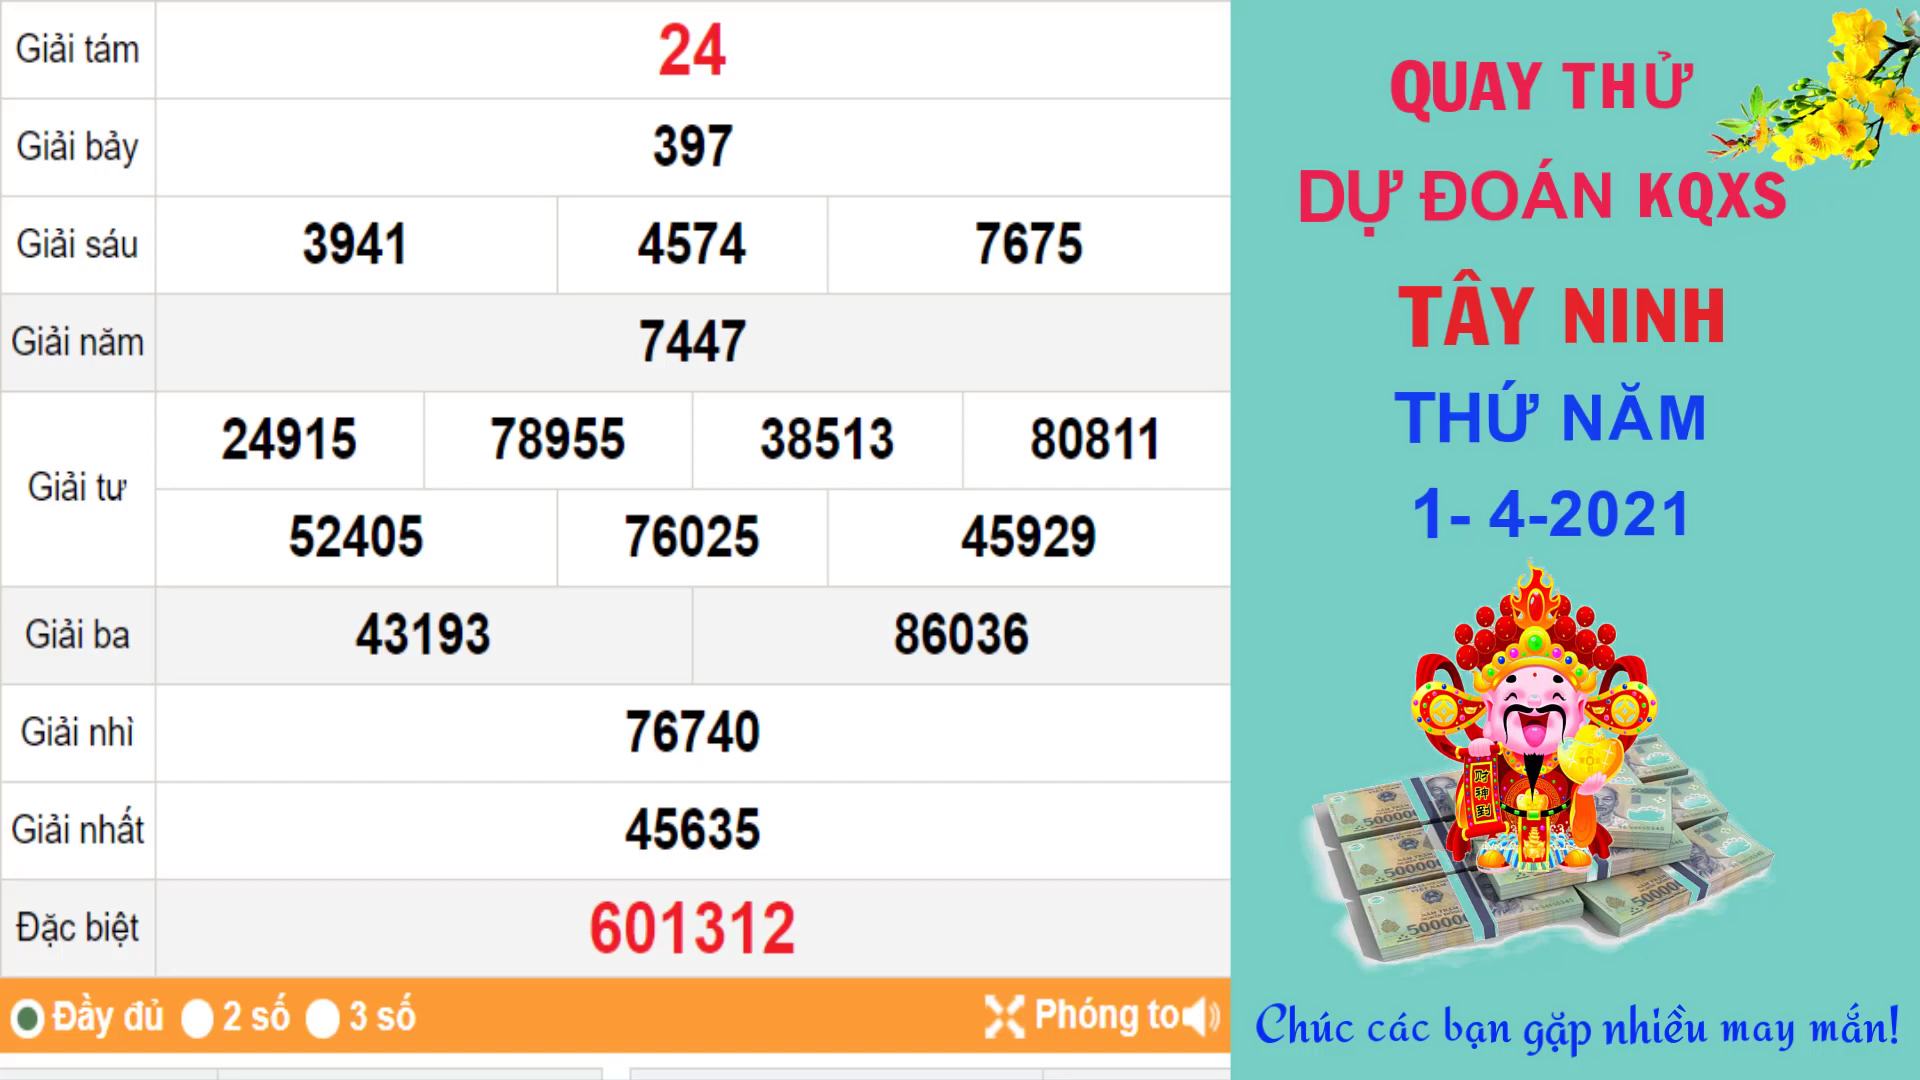 Giải tám 24
Giải bảy 397
Giải sáu 3941 4574 7675
Giải năm 7447
Giải tư 24915 78955 38513 80811
52405 76025 45929
Giải ba 43193 86036
Giải nhì 76740
Giải nhất 45635
Đặc biệt 601312
Đầy đủ 2 số 3 số Phóng to
QUAY THỬ
DỰ ĐOÁN KQXS
TÂY NINH
THỨ NĂM
1- 4-2021
财神到
Chúc các bạn gặp nhiều may mắn!